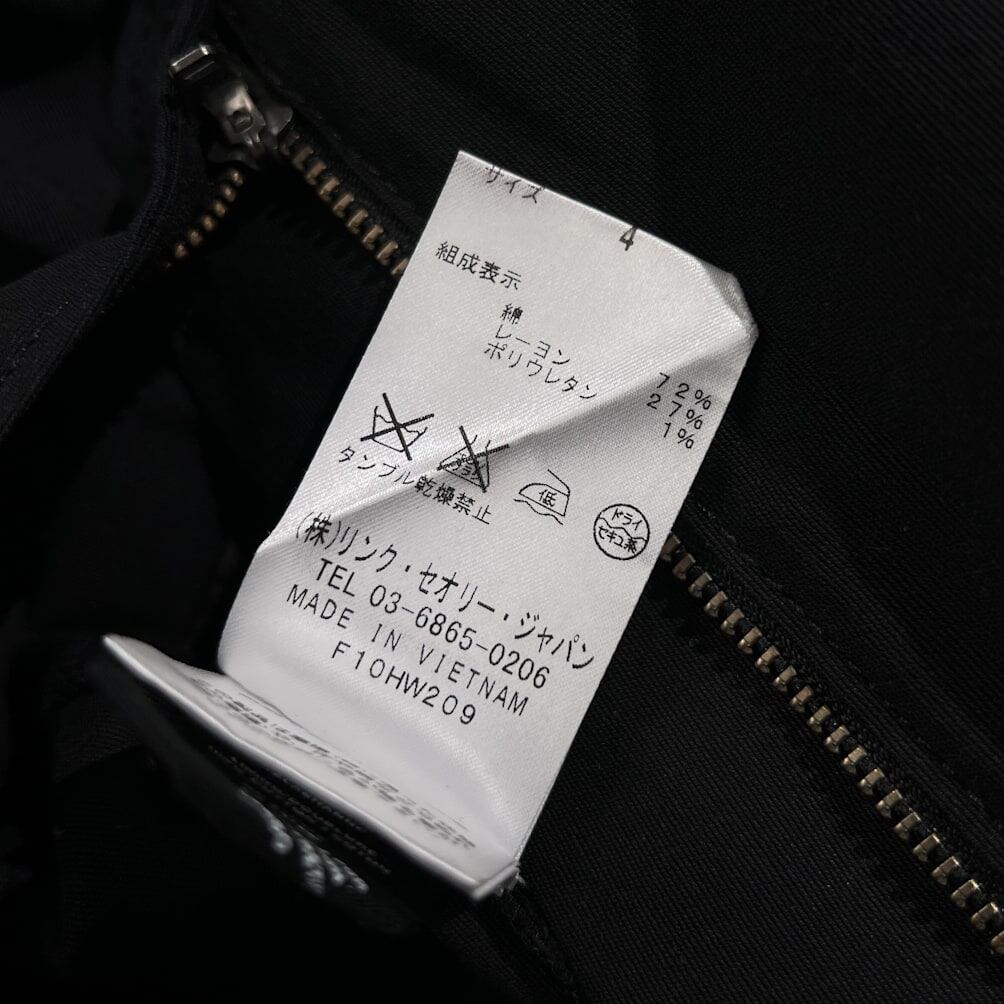 サイズ
4
組成表示
綿 72%
レーヨン 27%
ポリウレタン 1%
低
ドライ
セキユ系
タンブル乾燥禁止
(株)リンク・セオリー・ジャパン
TEL 03-6865-0206
MADE IN VIETNAM
F10HW209